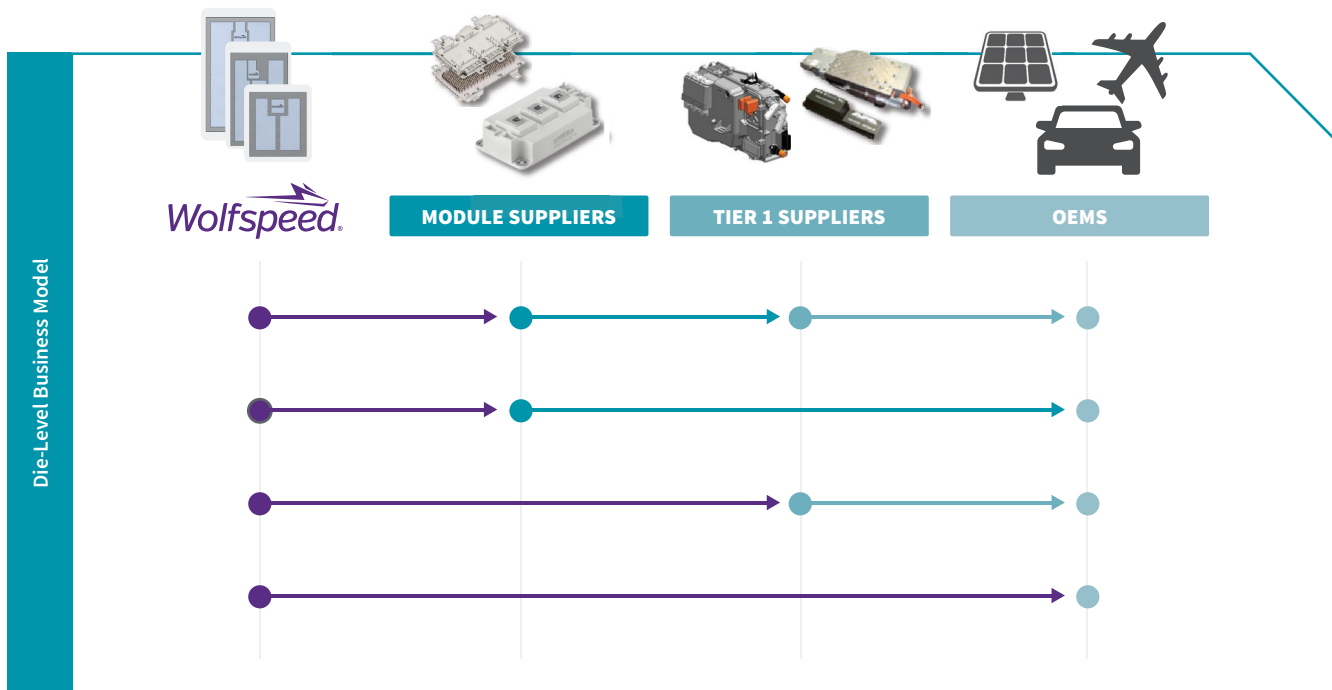 Wolfspeed®
MODULE SUPPLIERS
TIER 1 SUPPLIERS
OEMS
Die-Level Business Model